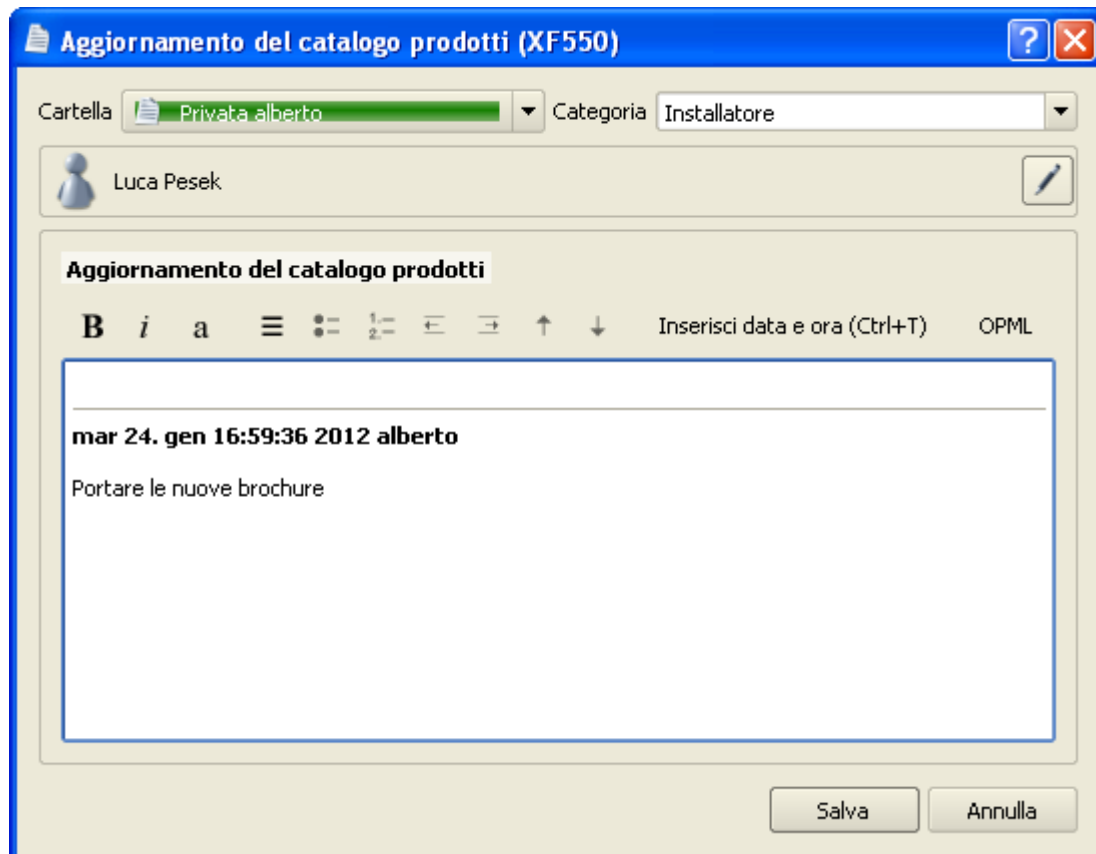 Aggiornamento del catalogo prodotti (XF550)
Cartella Privata alberto Categoria Installatore
Luca Pesek
Aggiornamento del catalogo prodotti
B i a Inserisci data e ora (Ctrl+T) OPML
mar 24. gen 16:59:36 2012 alberto
Portare le nuove brochure
Salva Annulla